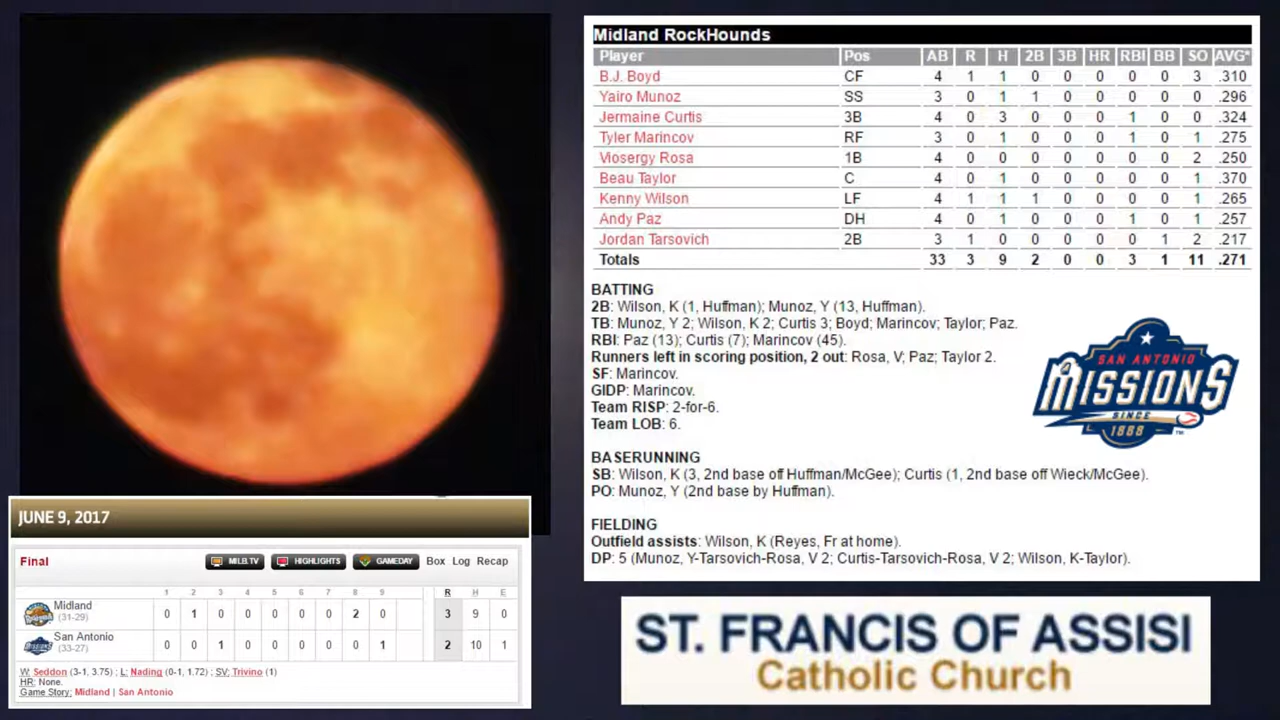 Midland RockHounds
Player Pos AB R H 2B 3B HR RBI BB SO AVG*
B.J. Boyd CF 4 1 1 0 0 0 0 0 3 .310
Yairo Munoz SS 3 0 1 1 0 0 0 0 0 .296
Jermaine Curtis 3B 4 0 3 0 0 0 1 0 0 .324
Tyler Marincov RF 3 0 1 0 0 0 1 0 1 .275
Viosergy Rosa 1B 4 0 0 0 0 0 0 0 2 .250
Beau Taylor C 4 0 1 0 0 0 0 0 1 .370
Kenny Wilson LF 4 1 1 1 0 0 0 0 1 .265
Andy Paz DH 4 0 1 0 0 0 1 0 1 .257
Jordan Tarsovich 2B 3 1 0 0 0 0 0 1 2 .217
Totals 33 3 9 2 0 0 3 1 11 .271
BATTING
2B: Wilson, K (1, Huffman); Munoz, Y (13, Huffman).
TB: Munoz, Y 2; Wilson, K 2; Curtis 3; Boyd; Marincov; Taylor; Paz.
RBI: Paz (13); Curtis (7); Marincov (45).
Runners left in scoring position, 2 out: Rosa, V; Paz; Taylor 2.
SF: Marincov.
GIDP: Marincov.
Team RISP: 2-for-6.
Team LOB: 6.
BASERUNNING
SB: Wilson, K (3, 2nd base off Huffman/McGee); Curtis (1, 2nd base off Wieck/McGee).
PO: Munoz, Y (2nd base by Huffman).
FIELDING
Outfield assists: Wilson, K (Reyes, Fr at home).
DP: 5 (Munoz, Y-Tarsovich-Rosa, V 2; Curtis-Tarsovich-Rosa, V 2; Wilson, K-Taylor).
SAN ANTONIO
MISSIONS
SINCE
1888
TM
JUNE 9, 2017
Final MiLB.TV HIGHLIGHTS GAMEDAY Box Log Recap
1 2 3 4 5 6 7 8 9 R H E
Midland 0 1 0 0 0 0 0 2 0 3 9 0
(31-29)
San Antonio 0 0 1 0 0 0 0 0 1 2 10 1
(33-27)
W: Seddon (3-1, 3.75) ; L: Nading (0-1, 1.72) ; SV: Trivino (1)
HR: None.
Game Story: Midland | San Antonio
ST. FRANCIS OF ASSISI
Catholic Church